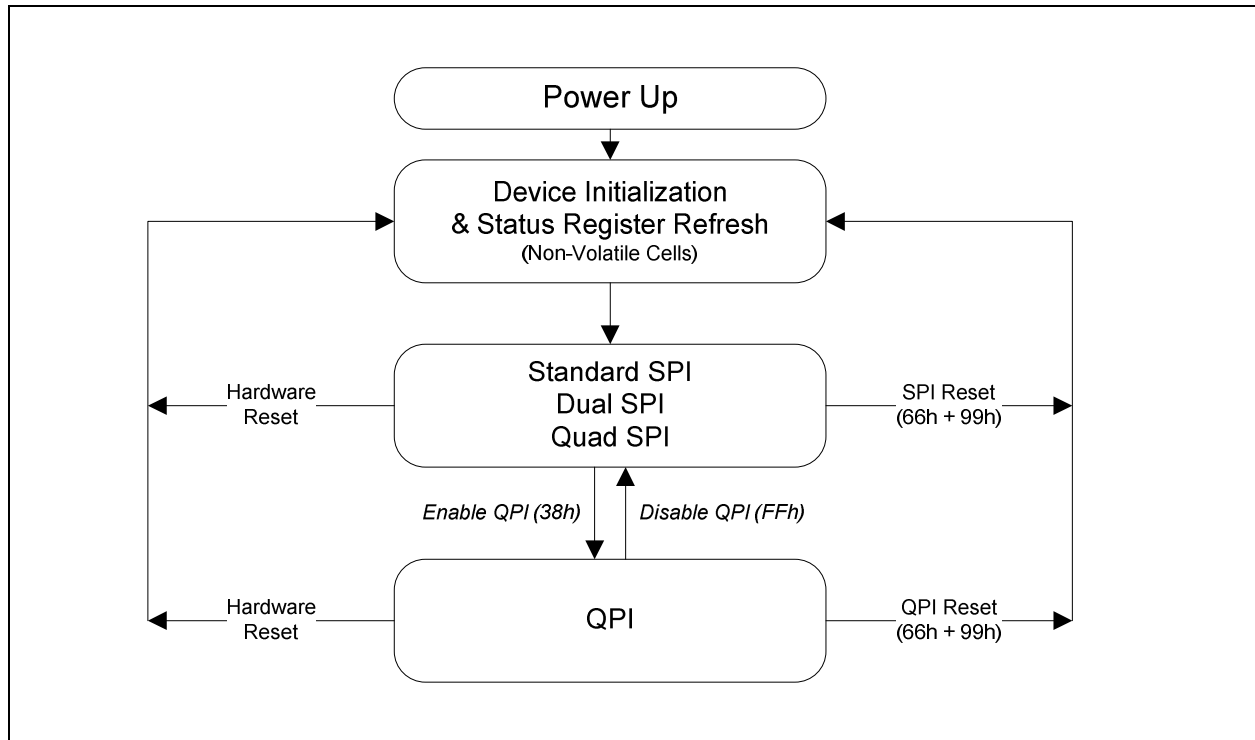 Power Up
Device Initialization
& Status Register Refresh
(Non-Volatile Cells)
Standard SPI
Dual SPI
Quad SPI
Hardware
Reset
SPI Reset
(66h + 99h)
Enable QPI (38h)
Disable QPI (FFh)
QPI
Hardware
Reset
QPI Reset
(66h + 99h)